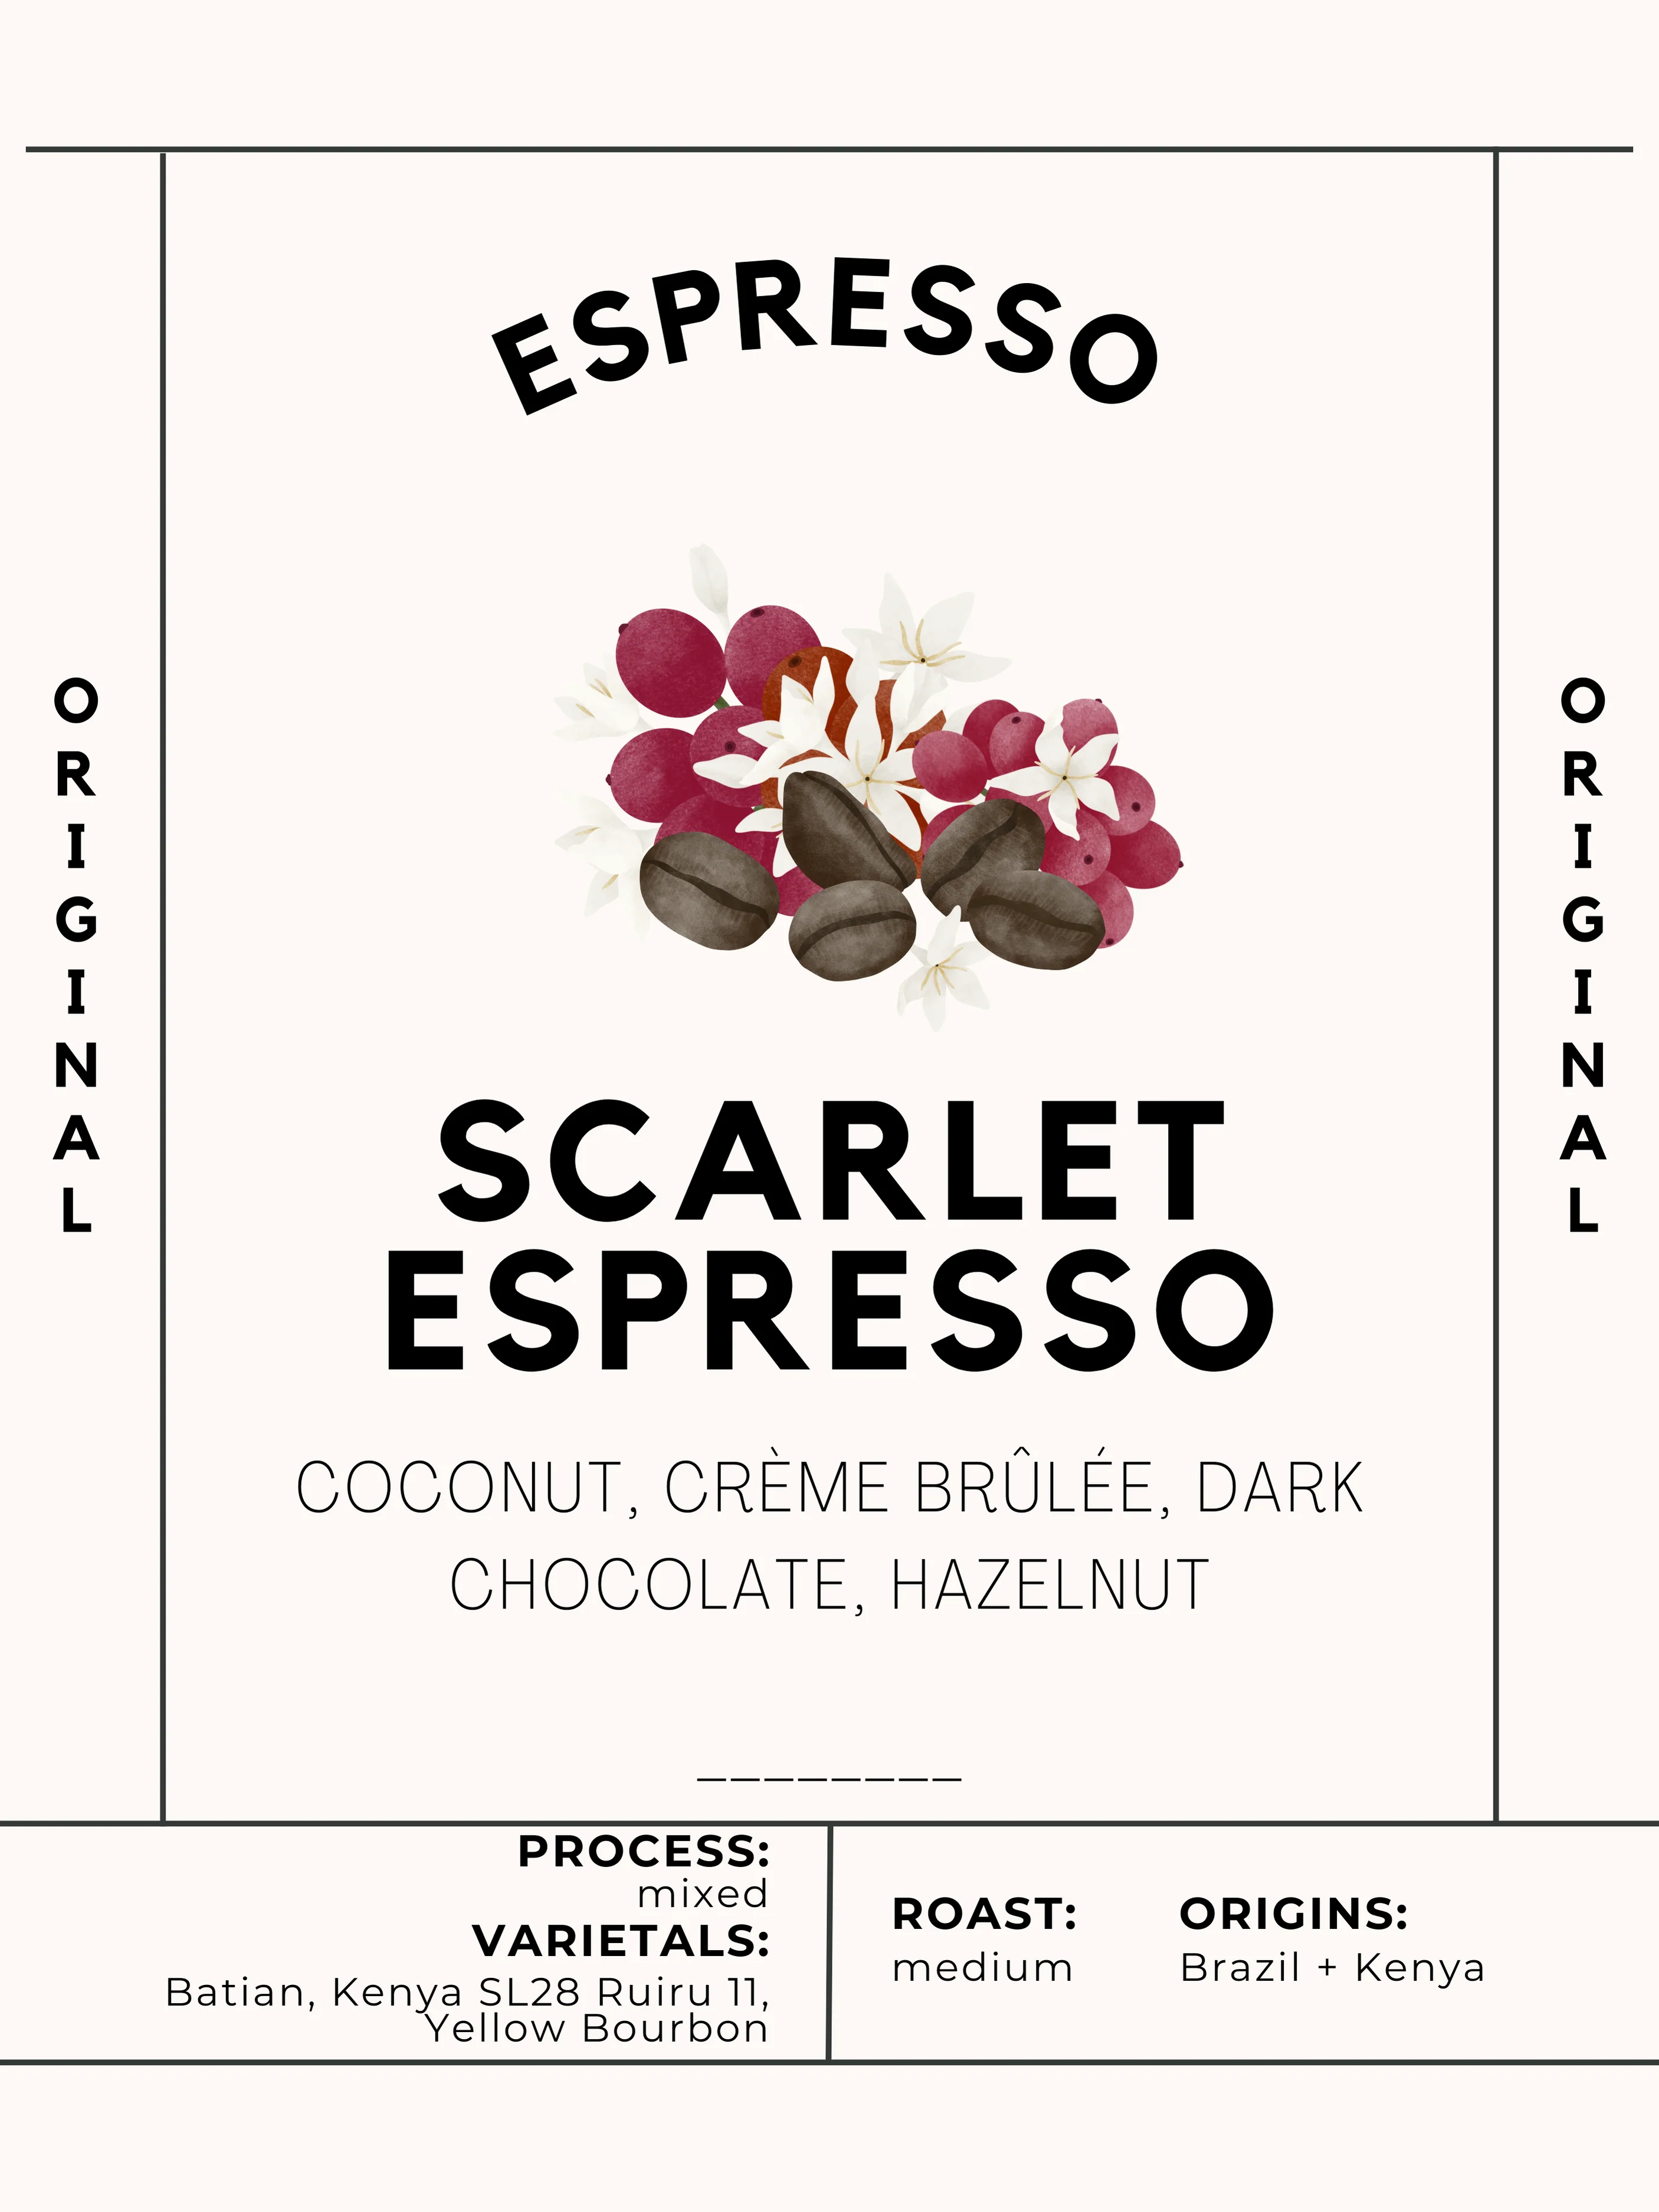 ESPRESSO
ORIGINAL
ORIGINAL
SCARLET
ESPRESSO
COCONUT, CRÈME BRÛLÉE, DARK
CHOCOLATE, HAZELNUT
________
PROCESS:
mixed
VARIETALS:
Batian, Kenya SL28 Ruiru 11,
Yellow Bourbon
ROAST:
medium
ORIGINS:
Brazil + Kenya